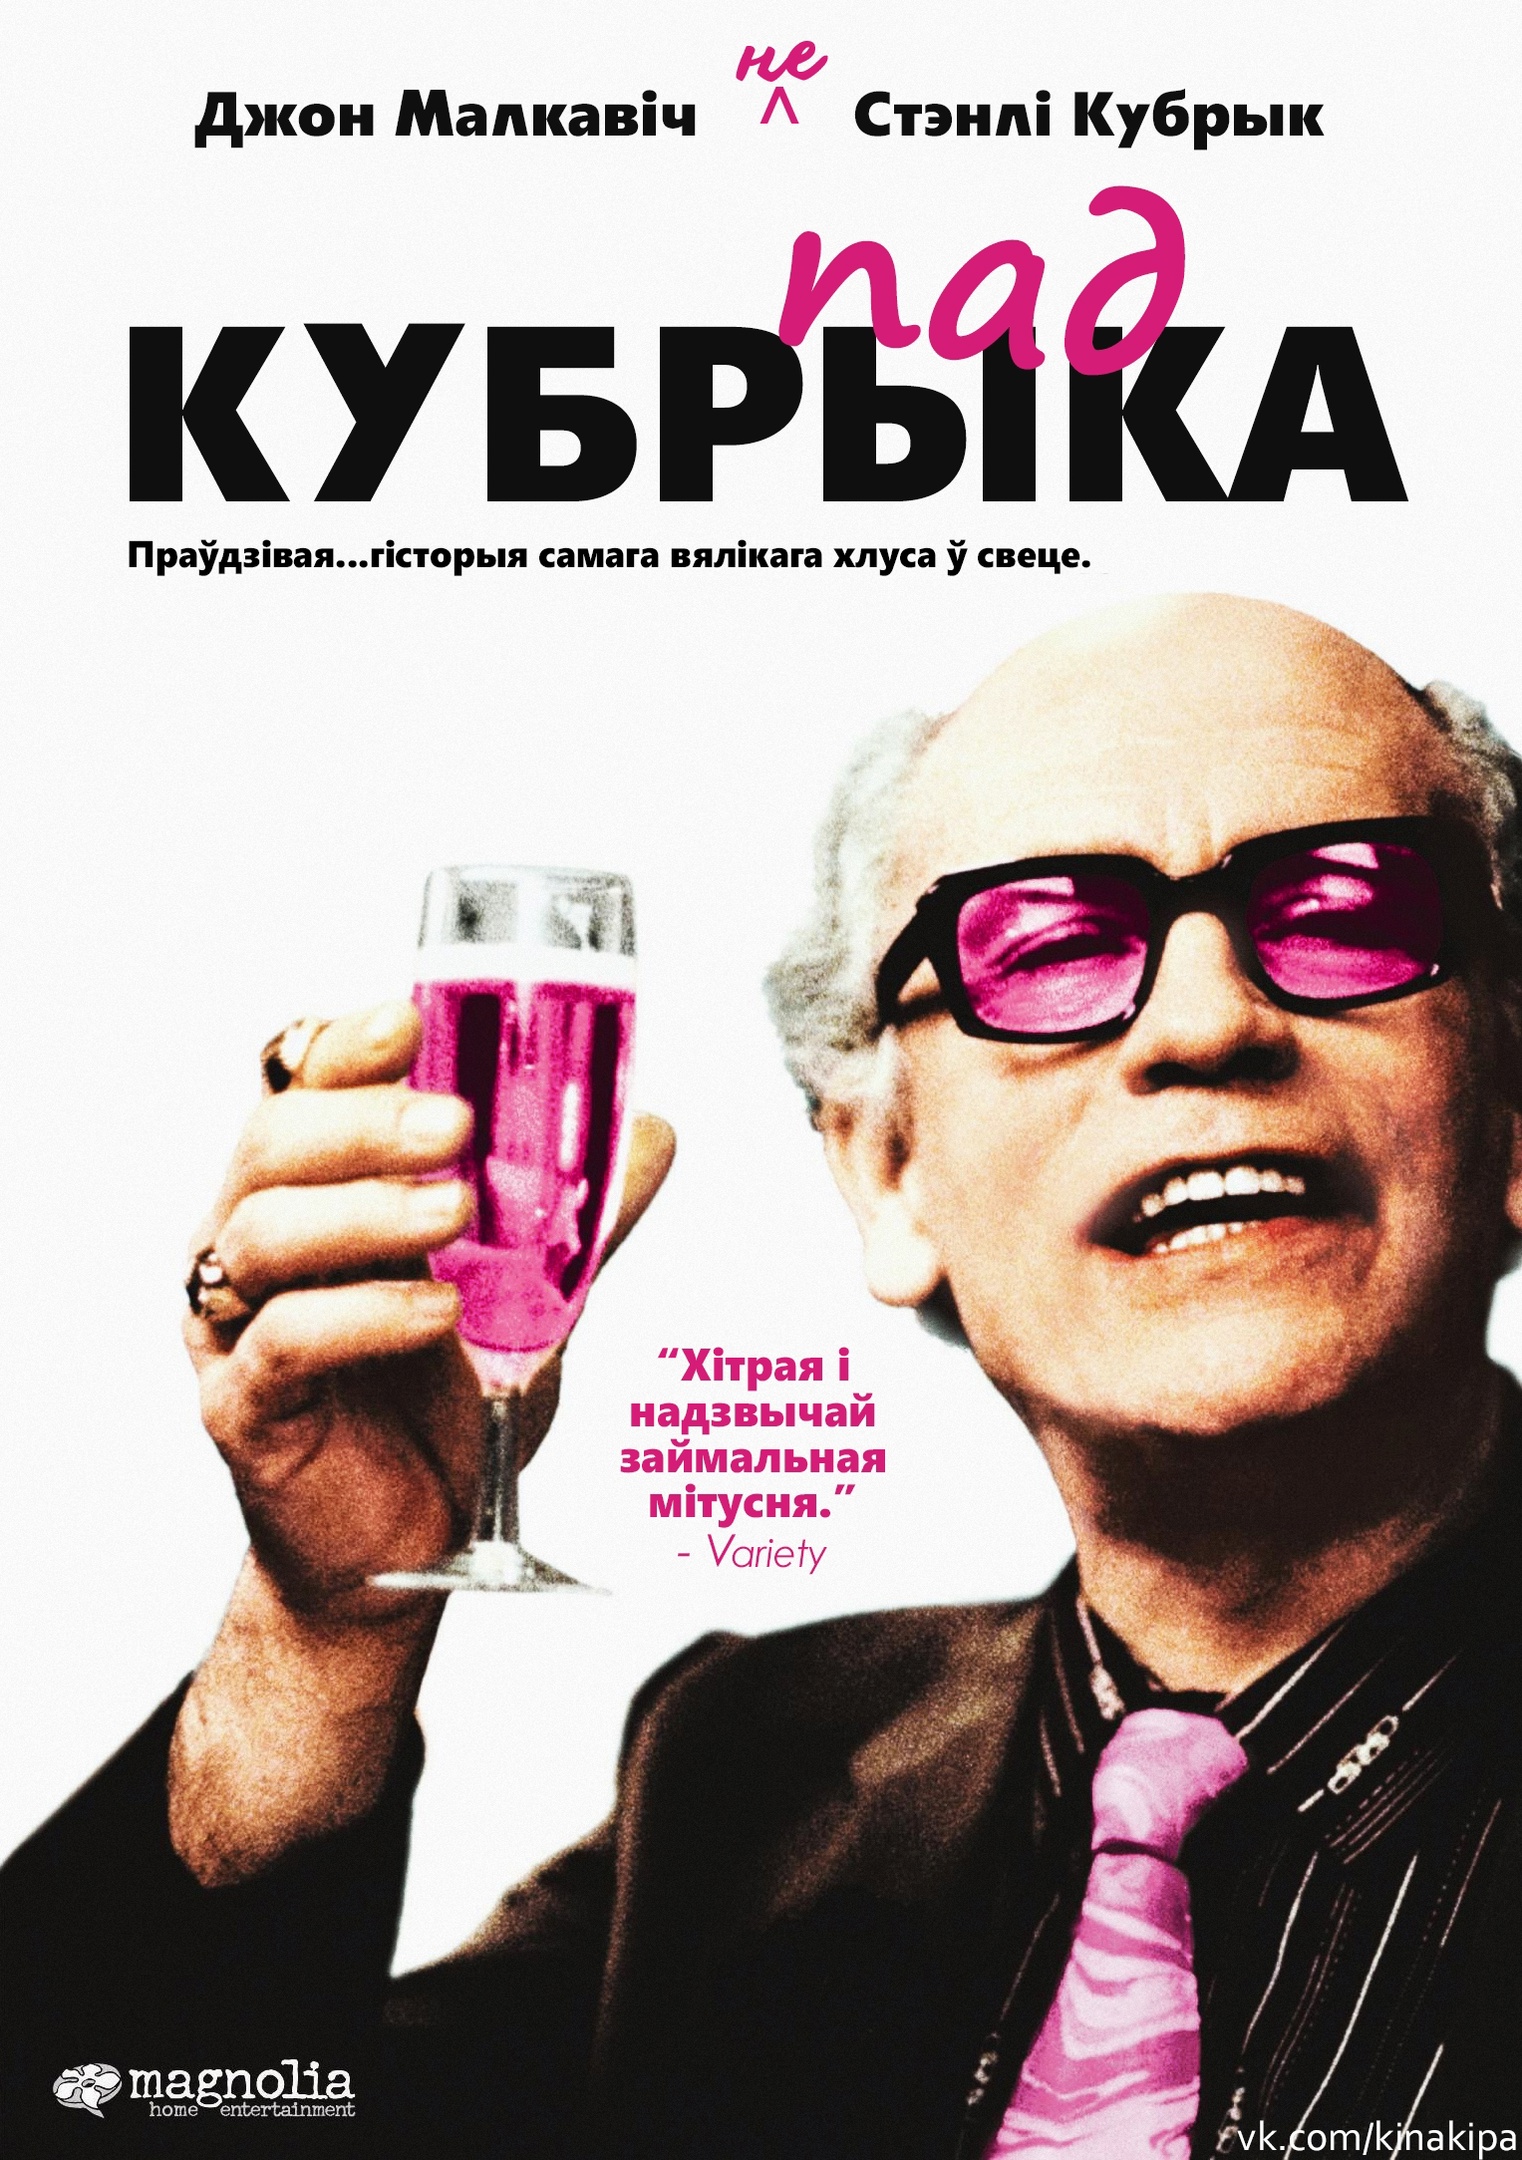 Джон Малкавіч не ^ Стэнлі Кубрык
пад
КУБРЫКА
Праўдзівая...гісторыя самага вялікага хлуса ў свеце.
“Хітрая і
надзвычай
займальная
мітусня.”
- Variety
magnolia
home entertainment
vk.com/kinakipa